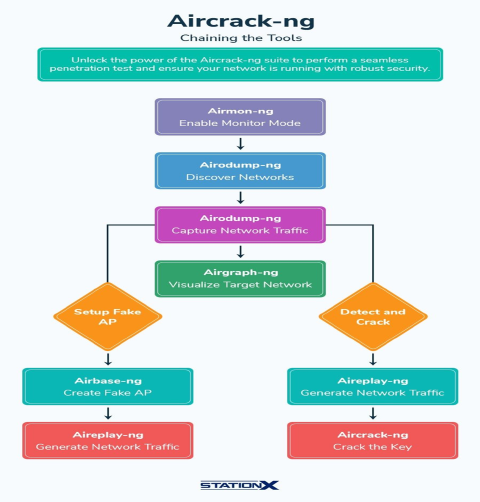 Aircrack-ng
Chaining the Tools
Unlock the power of the Aircrack-ng suite to perform a seamless
penetration test and ensure your network is running with robust security.
Airmon-ng
Enable Monitor Mode
Airodump-ng
Discover Networks
Airodump-ng
Capture Network Traffic
Airgraph-ng
Visualize Target Network
Setup Fake
AP
Detect and
Crack
Airbase-ng
Create Fake AP
Aireplay-ng
Generate Network Traffic
Aireplay-ng
Generate Network Traffic
Aircrack-ng
Crack the Key
STATIONX